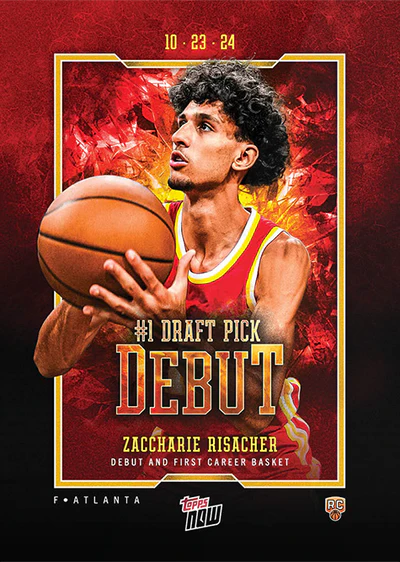 10 · 23 · 24
#1 DRAFT PICK
DEBUT
ZACCHARIE RISACHER
DEBUT AND FIRST CAREER BASKET
F•ATLANTA
topps
NOW
RC